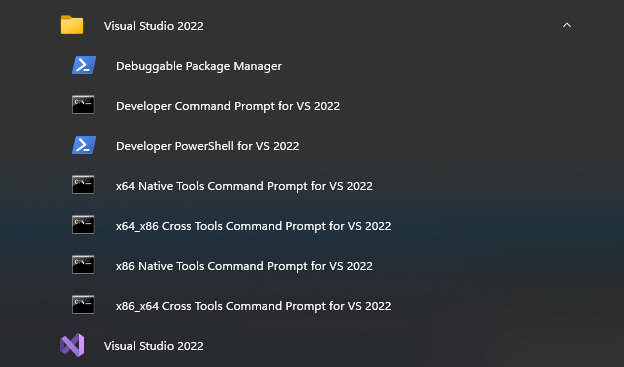 Visual Studio 2022
Debuggable Package Manager
Developer Command Prompt for VS 2022
Developer PowerShell for VS 2022
x64 Native Tools Command Prompt for VS 2022
x64_x86 Cross Tools Command Prompt for VS 2022
x86 Native Tools Command Prompt for VS 2022
x86_x64 Cross Tools Command Prompt for VS 2022
Visual Studio 2022